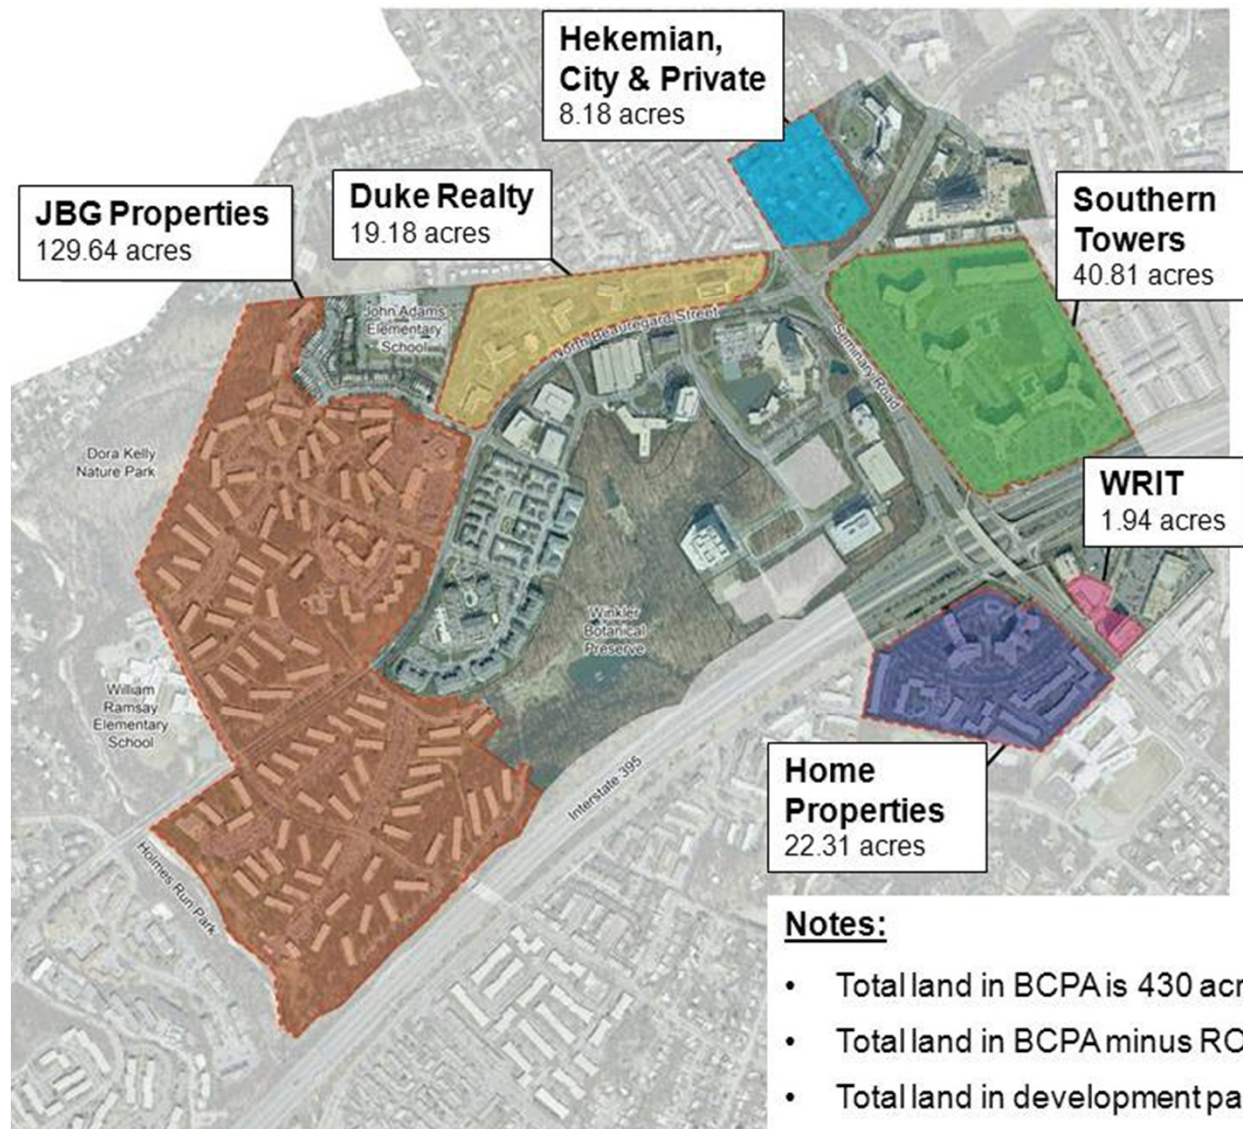 Hekemian,
City & Private
8.18 acres
JBG Properties
129.64 acres
Duke Realty
19.18 acres
Southern
Towers
40.81 acres
John Adams
Elementary
School
North Beauregard Street
Seminary Road
Dora Kelly
Nature Park
WRIT
1.94 acres
Winkler
Botanical
Preserve
William
Ramsay
Elementary
School
Interstate 395
Home
Properties
22.31 acres
Holmes Run Park
Notes:
• Total land in BCPA is 430 acr
• Total land in BCPA minus RO
• Total land in development pa